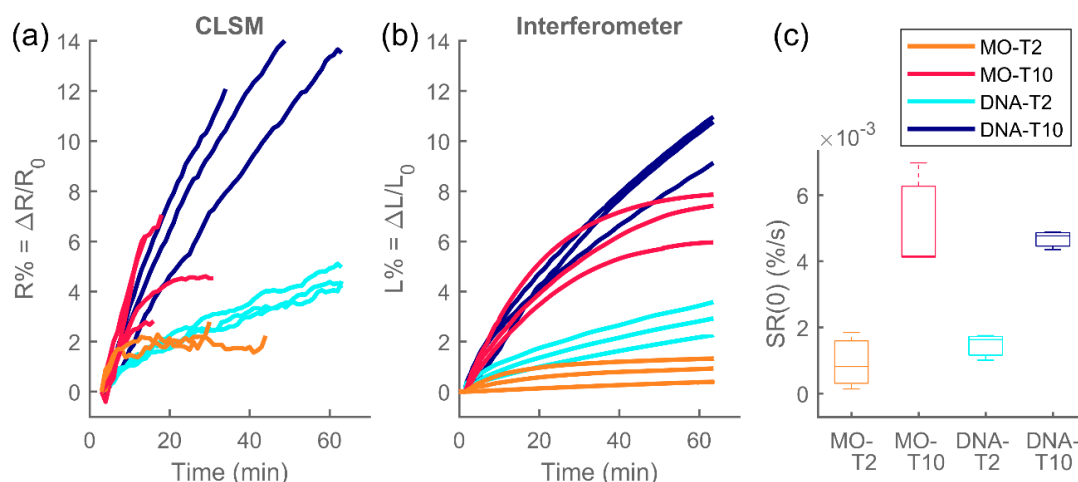 (a)
CLSM
R% = ΔR/R0
14
12
10
8
6
4
2
0
0
20
40
60
Time (min)
(b)
Interferometer
L% = ΔL/L0
14
12
10
8
6
4
2
0
0
20
40
60
Time (min)
(c)
MO-T2
MO-T10
DNA-T2
DNA-T10
×10-3
SR(0) (%/s)
6
4
2
0
MO-
T2
MO-
T10
DNA-
T2
DNA-
T10